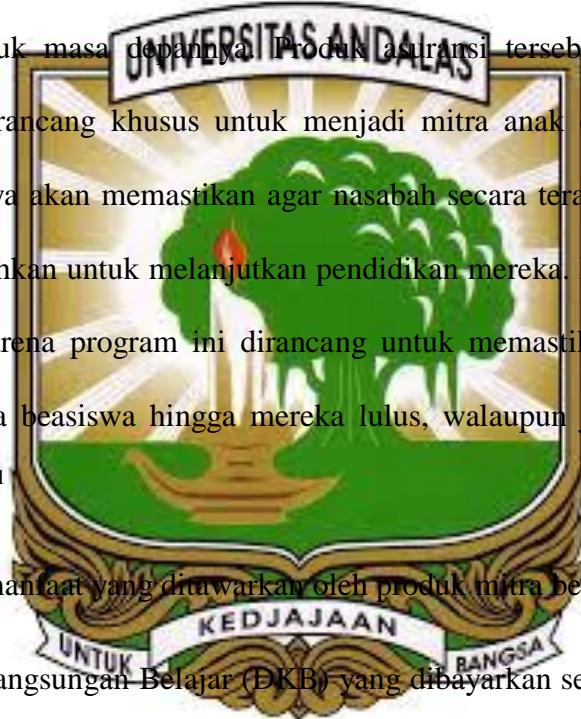 UNIVERSITAS ANDALAS
uk masa depannya. Produk asuransi terseb
rancang khusus untuk menjadi mitra anak
a akan memastikan agar nasabah secara tera
nkan untuk melanjutkan pendidikan mereka.
arena program ini dirancang untuk memasti
a beasiswa hingga mereka lulus, walaupun
manfaat yang ditawarkan oleh produk mitra be
KEDJAJAAN
UNTUK BANGSA
angsungan Belajar (DKB) yang dibayarkan se